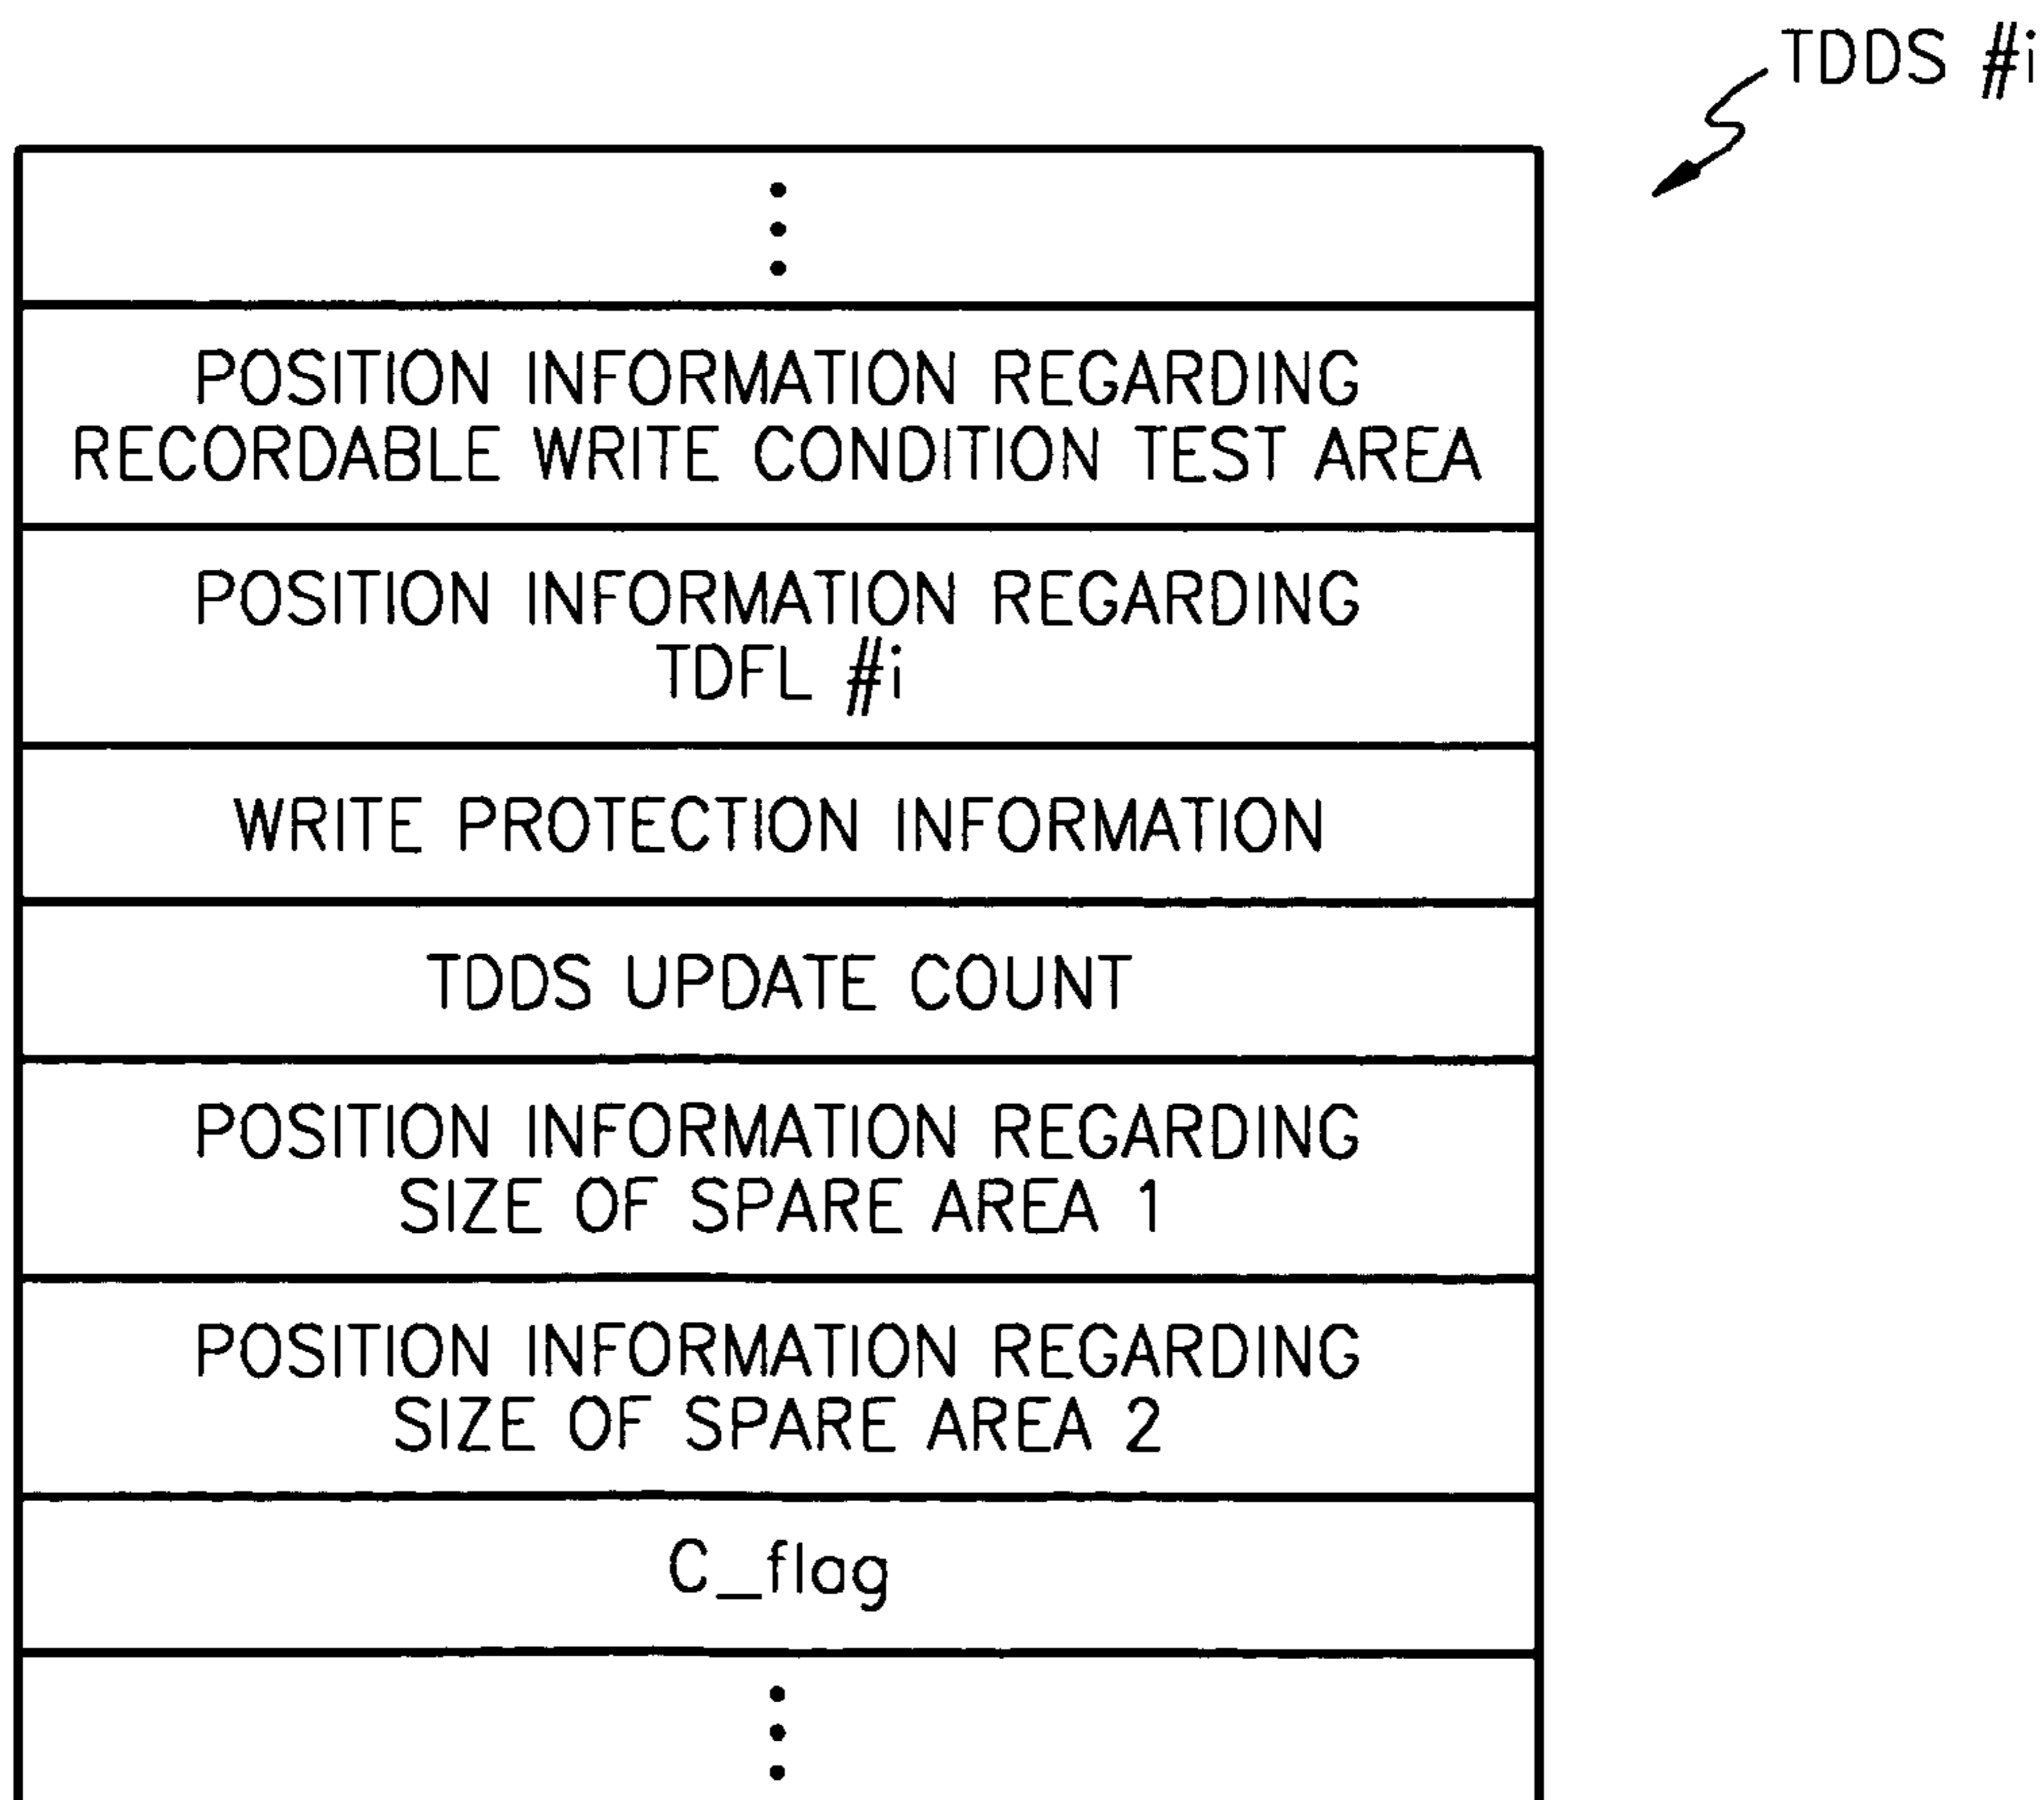 TDDS #i
POSITION INFORMATION REGARDING
RECORDABLE WRITE CONDITION TEST AREA
POSITION INFORMATION REGARDING
TDFL #i
WRITE PROTECTION INFORMATION
TDDS UPDATE COUNT
POSITION INFORMATION REGARDING
SIZE OF SPARE AREA 1
POSITION INFORMATION REGARDING
SIZE OF SPARE AREA 2
C_flag